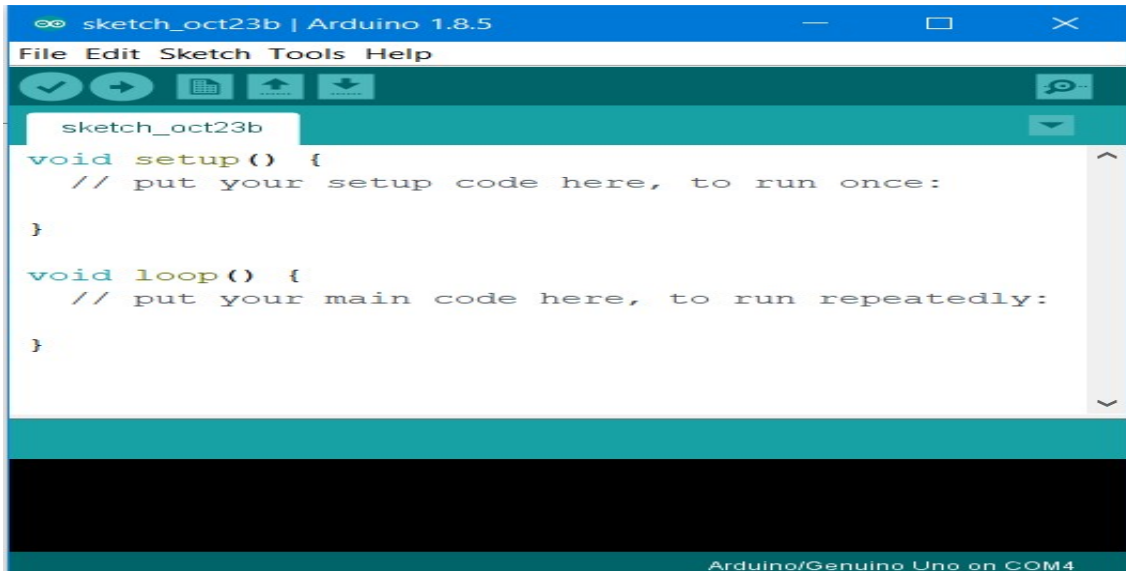 sketch_oct23b | Arduino 1.8.5
File Edit Sketch Tools Help
sketch_oct23b
void setup() {
// put your setup code here, to run once:
}
void loop() {
// put your main code here, to run repeatedly:
}
Arduino/Genuino Uno on COM4